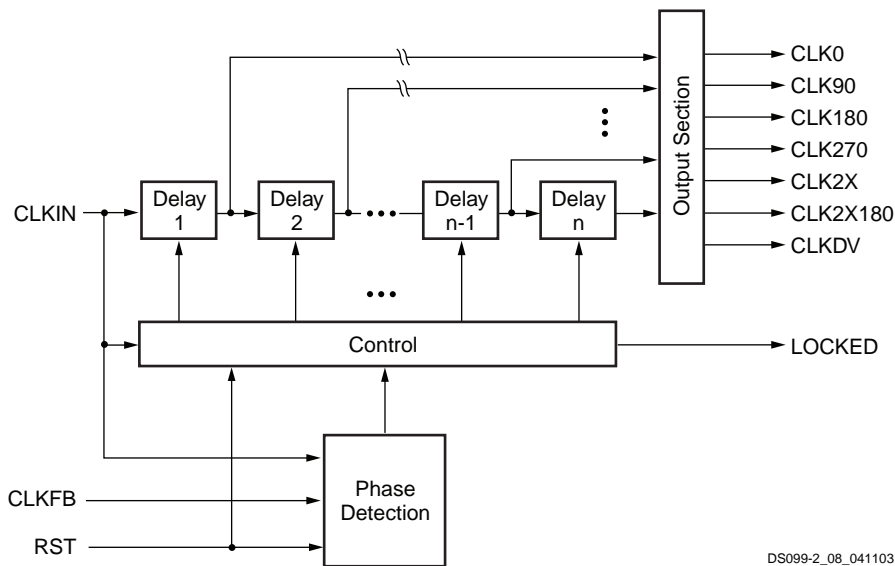 CLK0
CLK90
CLK180
CLK270
CLK2X
CLK2X180
CLKDV
Output Section
CLKIN
Delay
1
Delay
2
Delay
n-1
Delay
n
Control
LOCKED
Phase
Detection
CLKFB
RST
DS099-2_08_041103